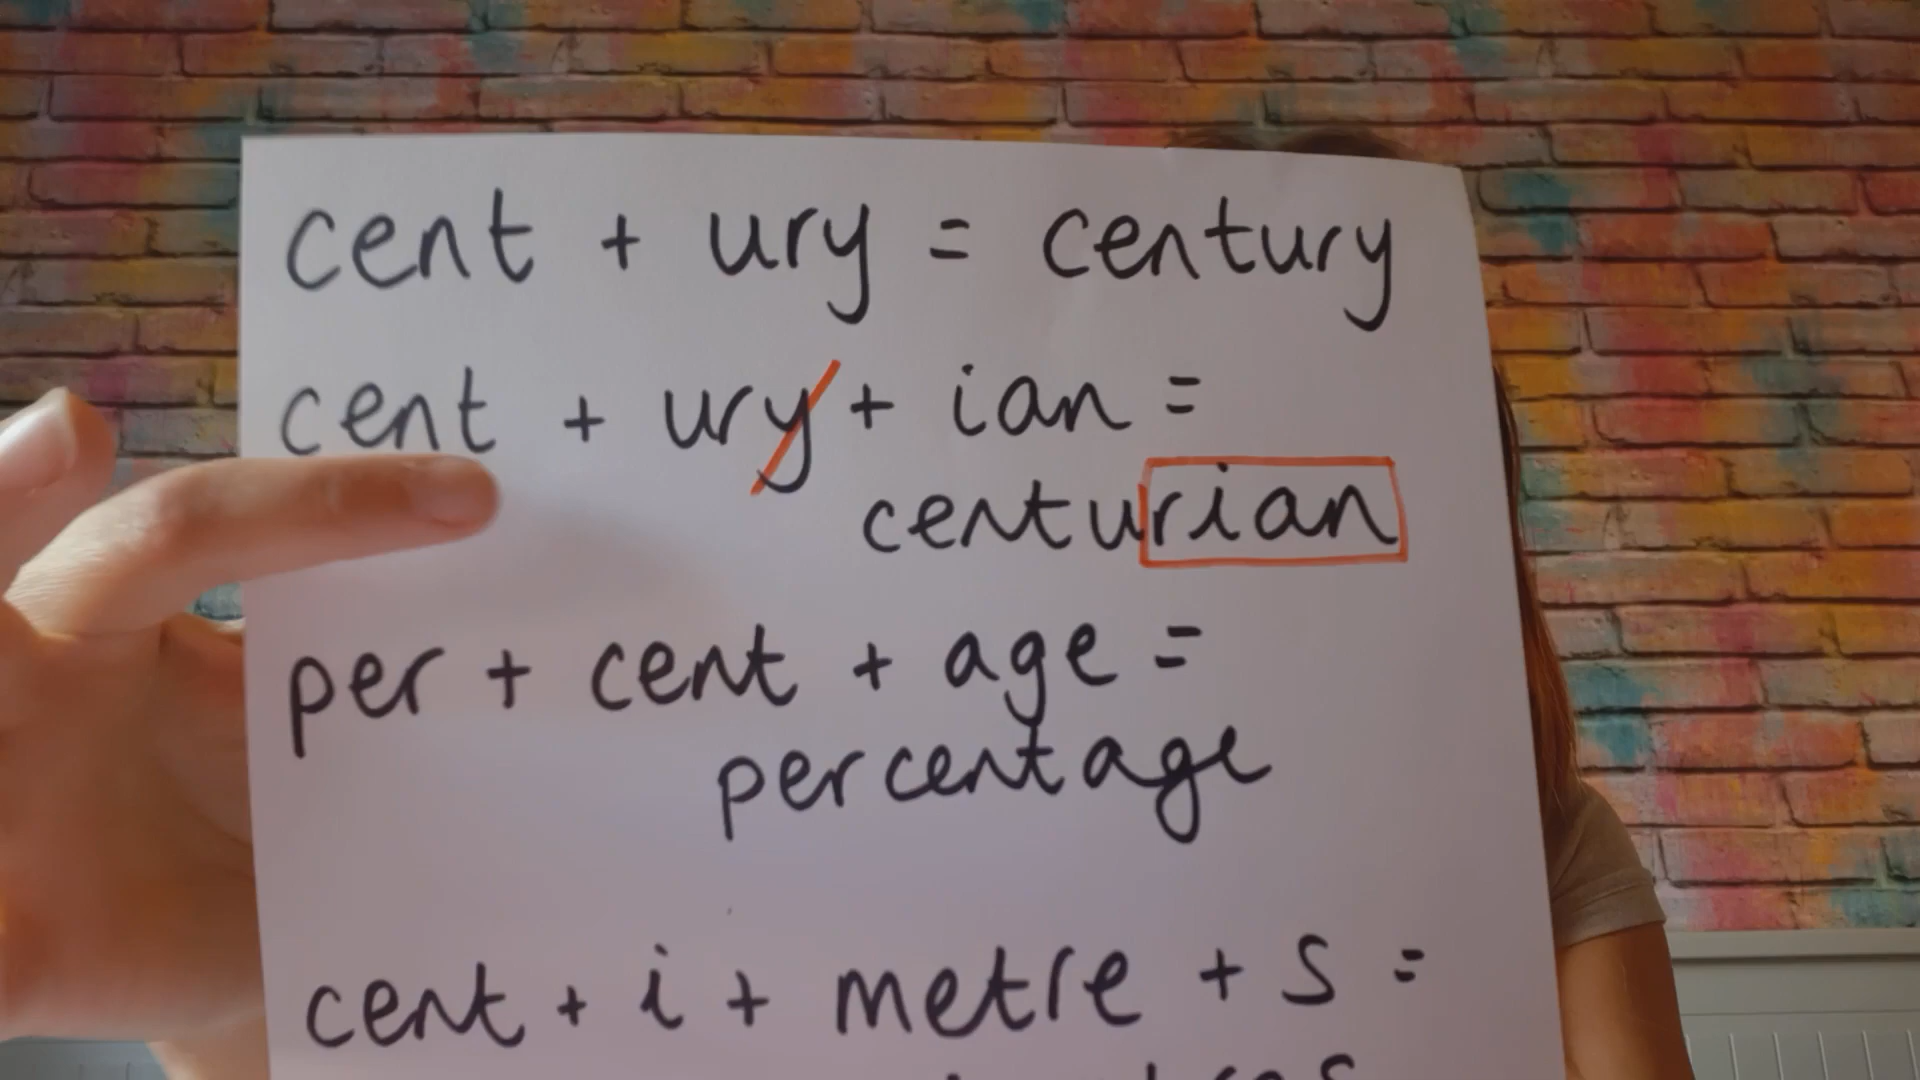 cent + ury = century
cent + ury + ian =
centurian
per + cent + age =
percentage
cent + i + metre + s =